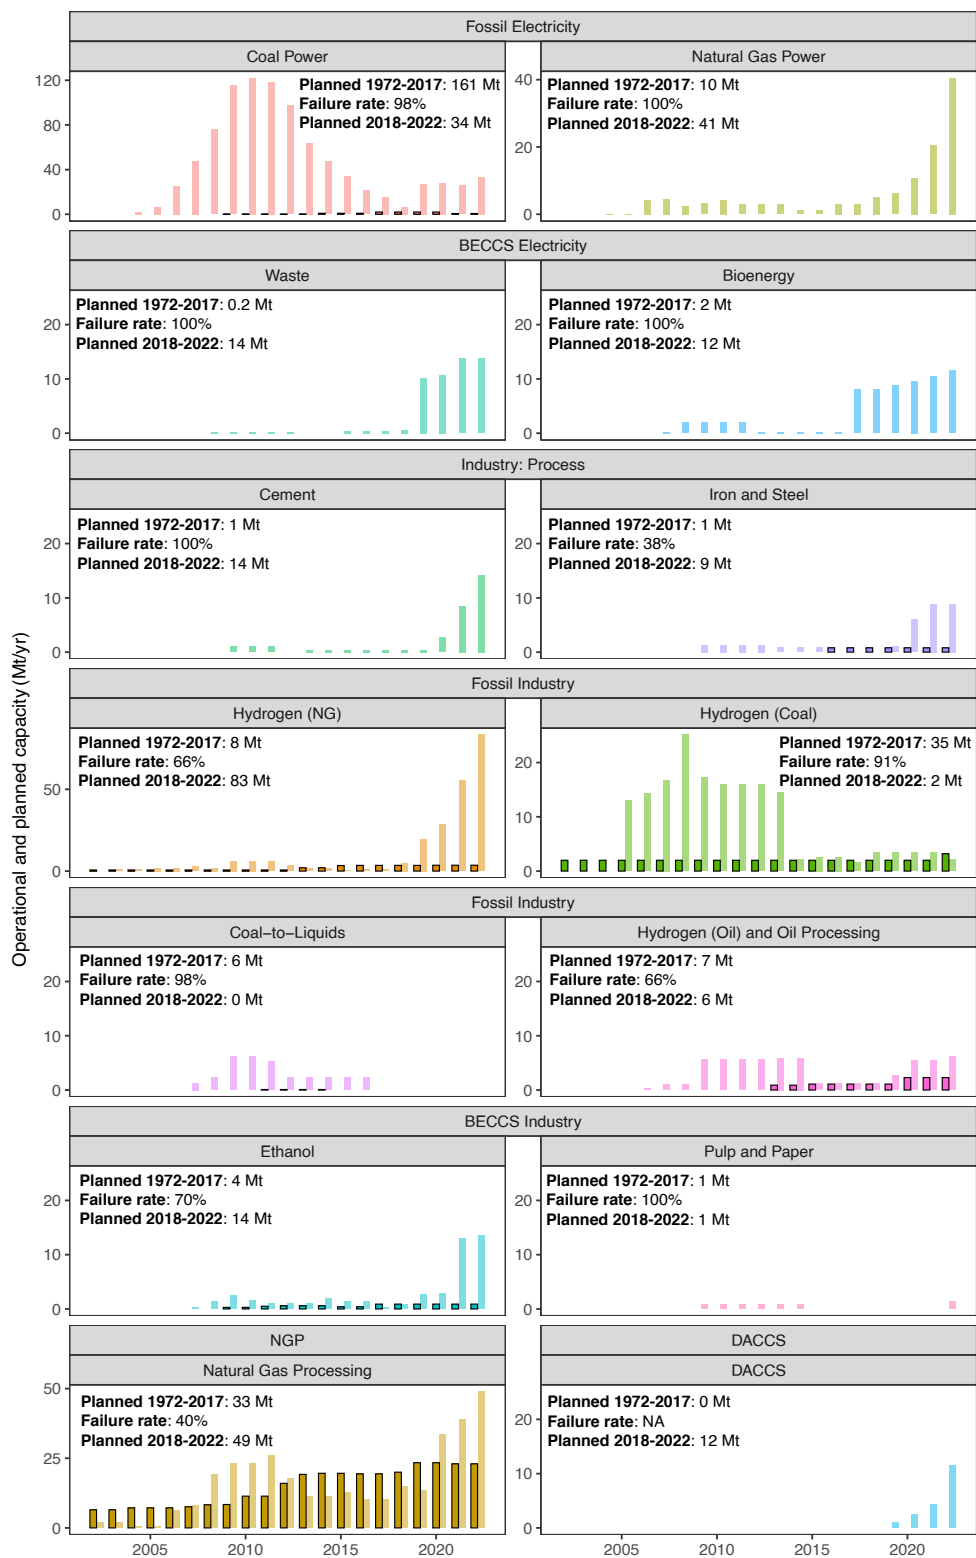 Operational and planned capacity (Mt/yr)
Fossil Electricity
Coal Power
Planned 1972-2017: 161 Mt
Failure rate: 98%
Planned 2018-2022: 34 Mt
120
80
40
0
Natural Gas Power
Planned 1972-2017: 10 Mt
Failure rate: 100%
Planned 2018-2022: 41 Mt
40
20
0
BECCS Electricity
Waste
Planned 1972-2017: 0.2 Mt
Failure rate: 100%
Planned 2018-2022: 14 Mt
20
10
0
Bioenergy
Planned 1972-2017: 2 Mt
Failure rate: 100%
Planned 2018-2022: 12 Mt
20
10
0
Industry: Process
Cement
Planned 1972-2017: 1 Mt
Failure rate: 100%
Planned 2018-2022: 14 Mt
20
10
0
Iron and Steel
Planned 1972-2017: 1 Mt
Failure rate: 38%
Planned 2018-2022: 9 Mt
20
10
0
Fossil Industry
Hydrogen (NG)
Planned 1972-2017: 8 Mt
Failure rate: 66%
Planned 2018-2022: 83 Mt
50
0
Hydrogen (Coal)
Planned 1972-2017: 35 Mt
Failure rate: 91%
Planned 2018-2022: 2 Mt
20
10
0
Fossil Industry
Coal−to−Liquids
Planned 1972-2017: 6 Mt
Failure rate: 98%
Planned 2018-2022: 0 Mt
20
10
0
Hydrogen (Oil) and Oil Processing
Planned 1972-2017: 7 Mt
Failure rate: 66%
Planned 2018-2022: 6 Mt
20
10
0
BECCS Industry
Ethanol
Planned 1972-2017: 4 Mt
Failure rate: 70%
Planned 2018-2022: 14 Mt
20
10
0
Pulp and Paper
Planned 1972-2017: 1 Mt
Failure rate: 100%
Planned 2018-2022: 1 Mt
20
10
0
NGP
Natural Gas Processing
Planned 1972-2017: 33 Mt
Failure rate: 40%
Planned 2018-2022: 49 Mt
50
25
0
2005 2010 2015 2020
DACCS
DACCS
Planned 1972-2017: 0 Mt
Failure rate: NA
Planned 2018-2022: 12 Mt
20
10
0
2005 2010 2015 2020